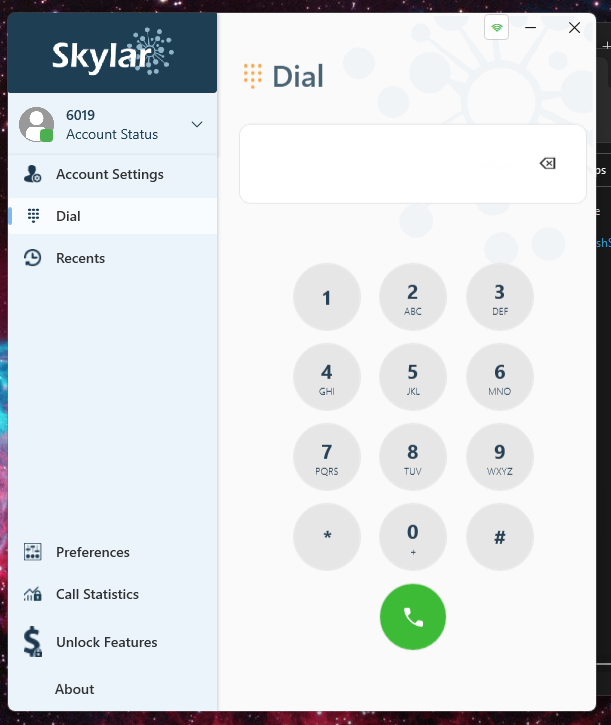 Skylar
6019
Account Status
Account Settings
Dial
Recents
Preferences
Call Statistics
Unlock Features
About
Dial
1
2
ABC
3
DEF
4
GHI
5
JKL
6
MNO
7
PQRS
8
TUV
9
WXYZ
*
0
+
#